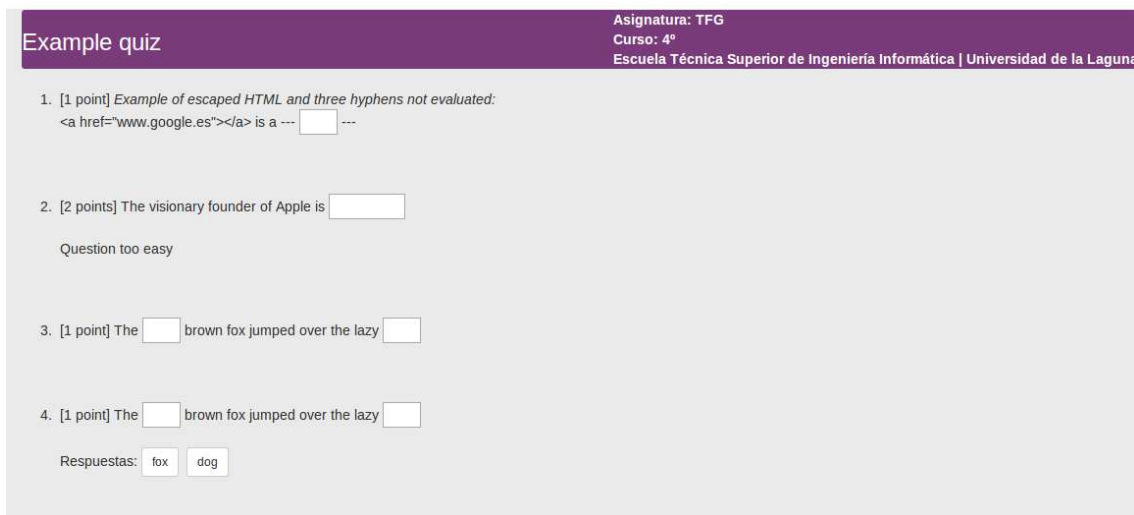 Example quiz
Asignatura: TFG
Curso: 4º
Escuela Técnica Superior de Ingeniería Informática | Universidad de la Laguna
1. [1 point] Example of escaped HTML and three hyphens not evaluated:
<a href="www.google.es"></a> is a --- ---
2. [2 points] The visionary founder of Apple is
Question too easy
3. [1 point] The brown fox jumped over the lazy
4. [1 point] The brown fox jumped over the lazy
Respuestas: fox dog